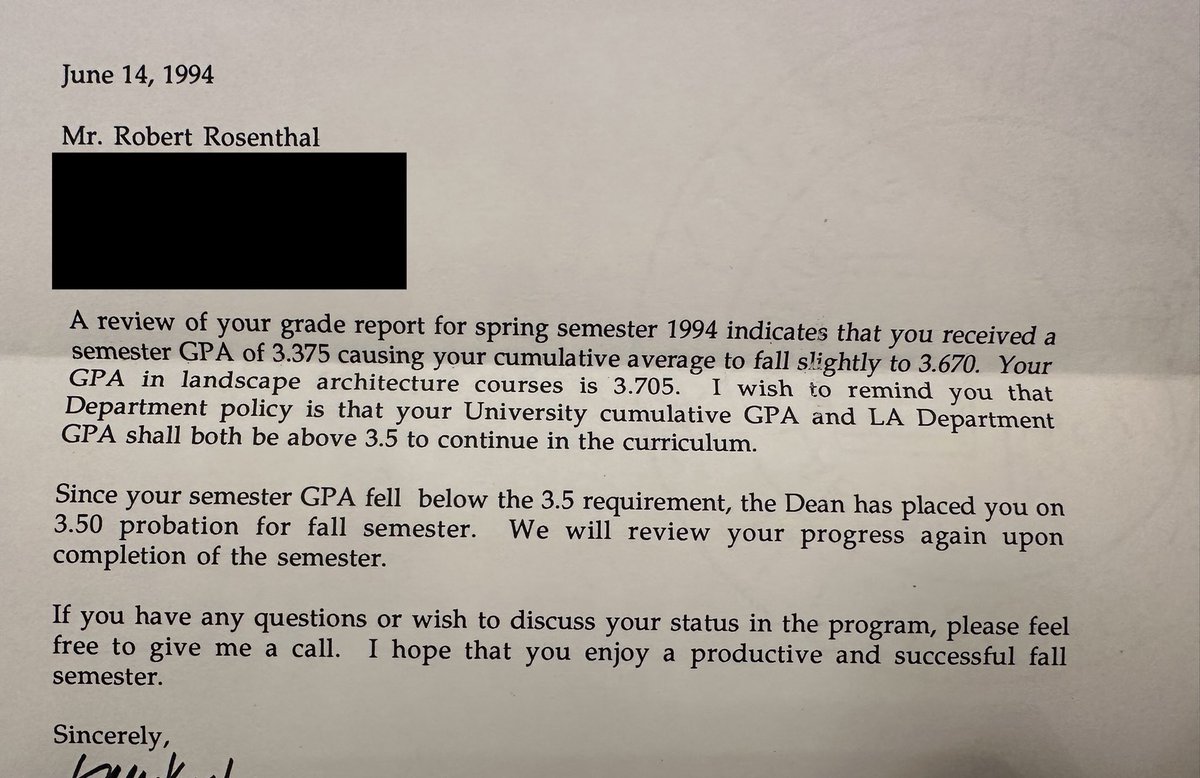 June 14, 1994
Mr. Robert Rosenthal
A review of your grade report for spring semester 1994 indicates that you received a
semester GPA of 3.375 causing your cumulative average to fall slightly to 3.670. Your
GPA in landscape architecture courses is 3.705. I wish to remind you that
Department policy is that your University cumulative GPA and LA Department
GPA shall both be above 3.5 to continue in the curriculum.
Since your semester GPA fell below the 3.5 requirement, the Dean has placed you on
3.50 probation for fall semester. We will review your progress again upon
completion of the semester.
If you have any questions or wish to discuss your status in the program, please feel
free to give me a call. I hope that you enjoy a productive and successful fall
semester.
Sincerely,